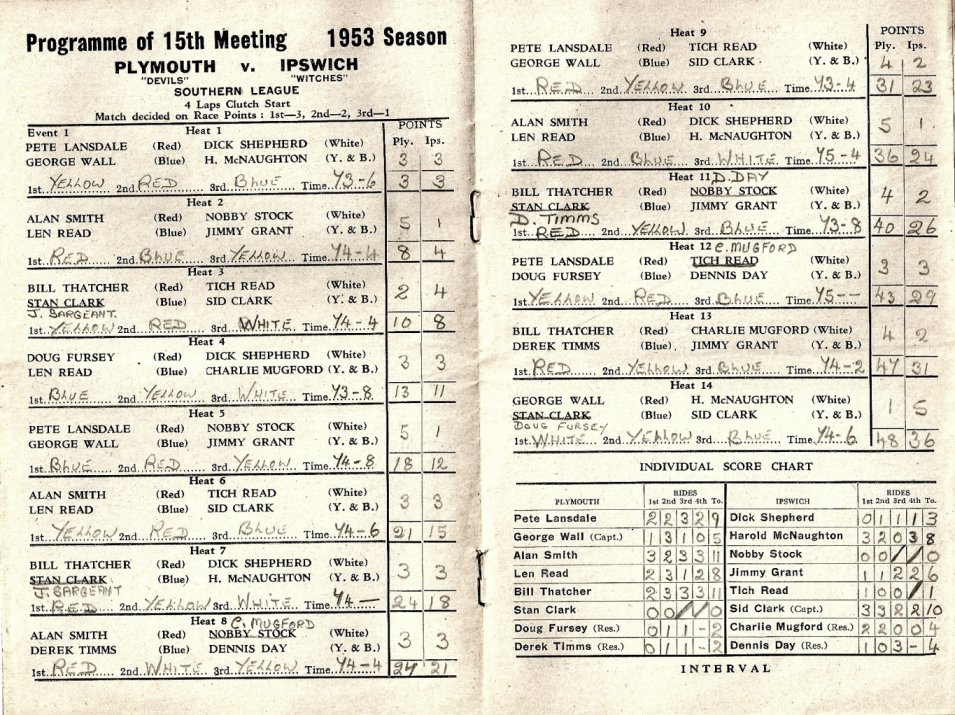 Programme of 15th Meeting 1953 Season
PLYMOUTH v. IPSWICH
"DEVILS" "WITCHES"
SOUTHERN LEAGUE
4 Laps Clutch Start
Match decided on Race Points : 1st—3, 2nd—2, 3rd—1
Event 1 Heat 1 POINTS
Ply. Ips.
PETE LANSDALE (Red) DICK SHEPHERD (White)
GEORGE WALL (Blue) H. McNAUGHTON (Y. & B.) 3 3
1st YELLOW 2nd RED 3rd BLUE Time 73-6 3 3
Heat 2
ALAN SMITH (Red) NOBBY STOCK (White)
LEN READ (Blue) JIMMY GRANT (Y. & B.) 5 1
1st RED 2nd BLUE 3rd YELLOW Time 74-4 8 4
Heat 3
BILL THATCHER (Red) TICH READ (White)
STAN CLARK (Blue) SID CLARK (Y. & B.) 2 4
J. SARGEANT.
1st YELLOW 2nd RED 3rd WHITE Time 74-4 10 8
Heat 4
DOUG FURSEY (Red) DICK SHEPHERD (White)
LEN READ (Blue) CHARLIE MUGFORD (Y. & B.) 3 3
1st BLUE 2nd YELLOW 3rd WHITE Time 73-8 13 11
Heat 5
PETE LANSDALE (Red) NOBBY STOCK (White)
GEORGE WALL (Blue) JIMMY GRANT (Y. & B.) 5 1
1st BLUE 2nd RED 3rd YELLOW Time 74-8 18 12
Heat 6
ALAN SMITH (Red) TICH READ (White)
LEN READ (Blue) SID CLARK (Y. & B.) 3 3
1st YELLOW 2nd RED 3rd BLUE Time 74-6 21 15
Heat 7
BILL THATCHER (Red) DICK SHEPHERD (White)
STAN CLARK (Blue) H. McNAUGHTON (Y. & B.) 3 3
J. SARGEANT
1st RED 2nd YELLOW 3rd WHITE Time 74— 24 18
Heat 8 C. MUGFORD
ALAN SMITH (Red) NOBBY STOCK (White)
DEREK TIMMS (Blue) DENNIS DAY (Y. & B.) 3 3
1st RED 2nd WHITE 3rd YELLOW Time 74-4 27 21
Heat 9 POINTS
Ply. Ips.
PETE LANSDALE (Red) TICH READ (White)
GEORGE WALL (Blue) SID CLARK (Y. & B.) 4 2
1st RED 2nd YELLOW 3rd BLUE Time 73-4 31 23
Heat 10
ALAN SMITH (Red) DICK SHEPHERD (White)
LEN READ (Blue) H. McNAUGHTON (Y. & B.) 5 1
1st RED 2nd BLUE 3rd WHITE Time 75-4 36 24
Heat 11 D. DAY
BILL THATCHER (Red) NOBBY STOCK (White)
STAN CLARK (Blue) JIMMY GRANT (Y. & B.) 4 2
D. TIMMS
1st RED 2nd YELLOW 3rd BLUE Time 73-8 40 26
Heat 12 C. MUGFORD
PETE LANSDALE (Red) TICH READ (White)
DOUG FURSEY (Blue) DENNIS DAY (Y. & B.) 3 3
1st YELLOW 2nd RED 3rd BLUE Time 75-- 43 29
Heat 13
BILL THATCHER (Red) CHARLIE MUGFORD (White)
DEREK TIMMS (Blue) JIMMY GRANT (Y. & B.) 4 2
1st RED 2nd YELLOW 3rd BLUE Time 74-2 47 31
Heat 14
GEORGE WALL (Red) H. McNAUGHTON (White)
STAN CLARK (Blue) SID CLARK (Y. & B.) 1 5
DOUG FURSEY
1st WHITE 2nd YELLOW 3rd BLUE Time 74-6 48 36
INDIVIDUAL SCORE CHART
PLYMOUTH RIDES 1st 2nd 3rd 4th To. IPSWICH RIDES 1st 2nd 3rd 4th To.
Pete Lansdale 2 2 3 2 9 Dick Shepherd 0 1 1 1 3
George Wall (Capt.) 1 3 1 0 5 Harold McNaughton 3 2 0 3 8
Alan Smith 3 2 3 3 11 Nobby Stock 0 0 / / 0
Len Read 2 3 1 2 8 Jimmy Grant 1 1 2 2 6
Bill Thatcher 2 3 3 3 11 Tich Read 1 0 0 / 1
Stan Clark 0 0 / / 0 Sid Clark (Capt.) 3 3 2 2 10
Doug Fursey (Res.) 0 1 1 - 2 Charlie Mugford (Res.) 2 2 0 0 4
Derek Timms (Res.) 0 1 1 - 2 Dennis Day (Res.) 1 0 3 - 4
INTERVAL